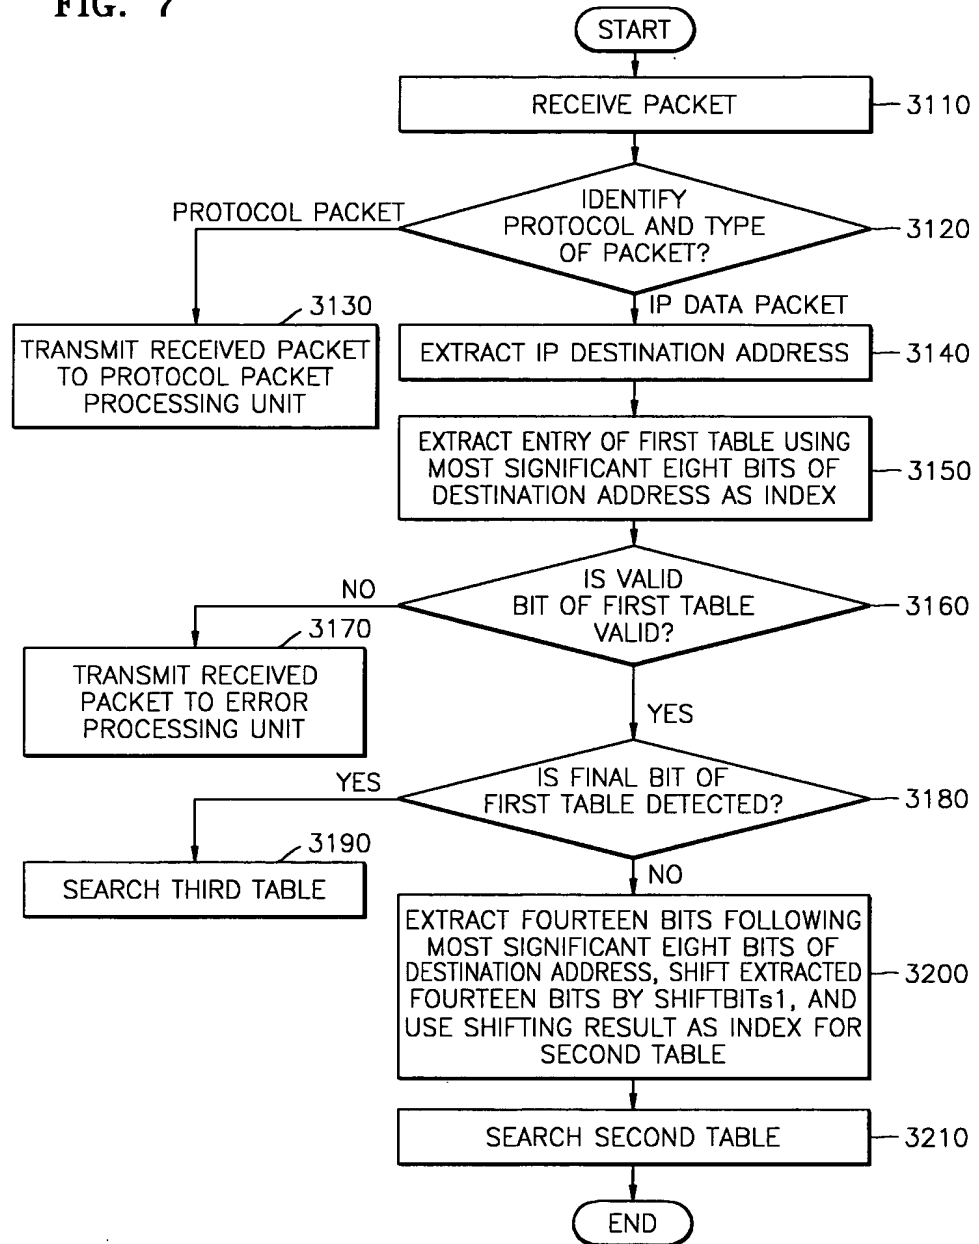 FIG. 7
START
RECEIVE PACKET
3110
IDENTIFY
PROTOCOL AND TYPE
OF PACKET?
3120
PROTOCOL PACKET
IP DATA PACKET
3130
TRANSMIT RECEIVED PACKET
TO PROTOCOL PACKET
PROCESSING UNIT
EXTRACT IP DESTINATION ADDRESS
3140
EXTRACT ENTRY OF FIRST TABLE USING
MOST SIGNIFICANT EIGHT BITS OF
DESTINATION ADDRESS AS INDEX
3150
IS VALID
BIT OF FIRST TABLE
VALID?
3160
NO
3170
TRANSMIT RECEIVED
PACKET TO ERROR
PROCESSING UNIT
YES
IS FINAL BIT OF
FIRST TABLE DETECTED?
3180
YES
3190
SEARCH THIRD TABLE
NO
EXTRACT FOURTEEN BITS FOLLOWING
MOST SIGNIFICANT EIGHT BITS OF
DESTINATION ADDRESS, SHIFT EXTRACTED
FOURTEEN BITS BY SHIFTBITs1, AND
USE SHIFTING RESULT AS INDEX FOR
SECOND TABLE
3200
SEARCH SECOND TABLE
3210
END